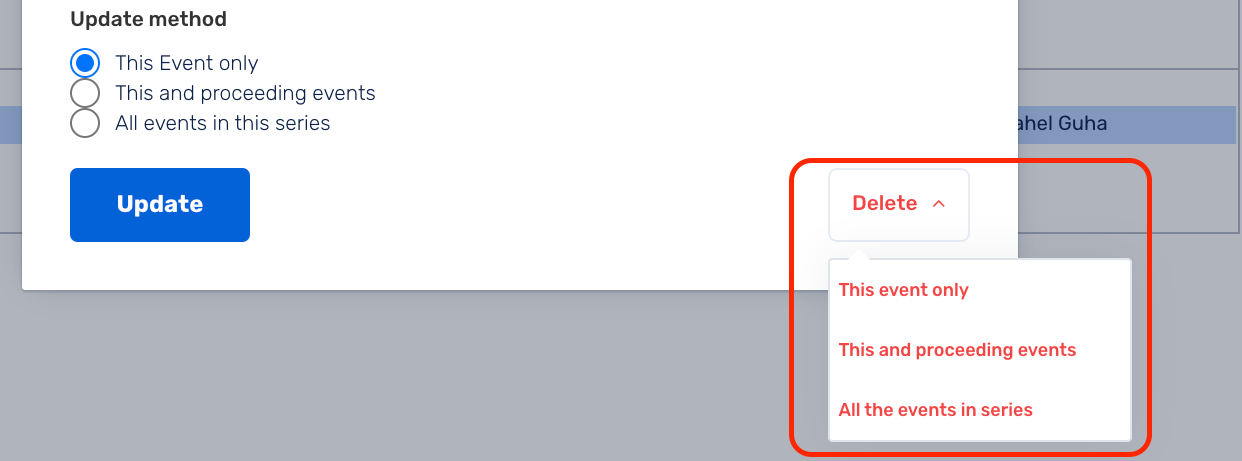 Update method
This Event only
This and proceeding events
All events in this series
ahel Guha
Update
Delete
This event only
This and proceeding events
All the events in series